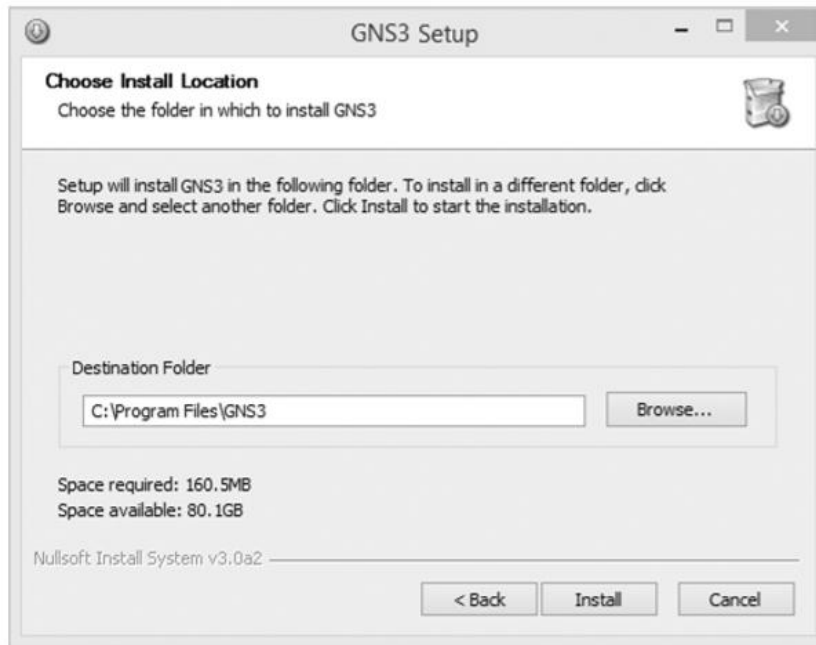 GNS3 Setup
Choose Install Location
Choose the folder in which to install GNS3
Setup will install GNS3 in the following folder. To install in a different folder, click
Browse and select another folder. Click Install to start the installation.
Destination Folder
C:\Program Files\GNS3
Browse...
Space required: 160.5MB
Space available: 80.1GB
Nullsoft Install System v3.0a2
< Back
Install
Cancel